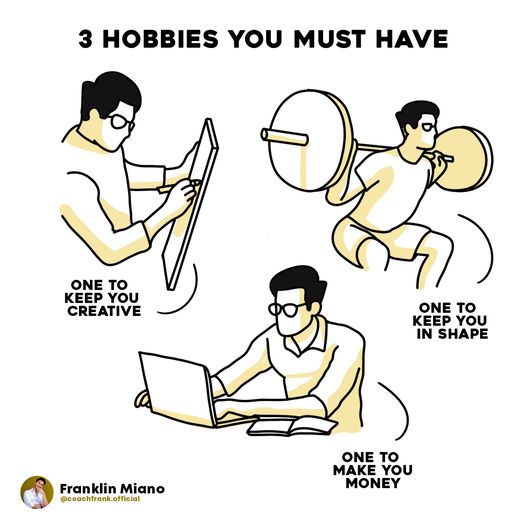 3 HOBBIES YOU MUST HAVE
ONE TO
KEEP YOU
CREATIVE
ONE TO
KEEP YOU
IN SHAPE
ONE TO
MAKE YOU
MONEY
Franklin Miano
@coachfrank.official